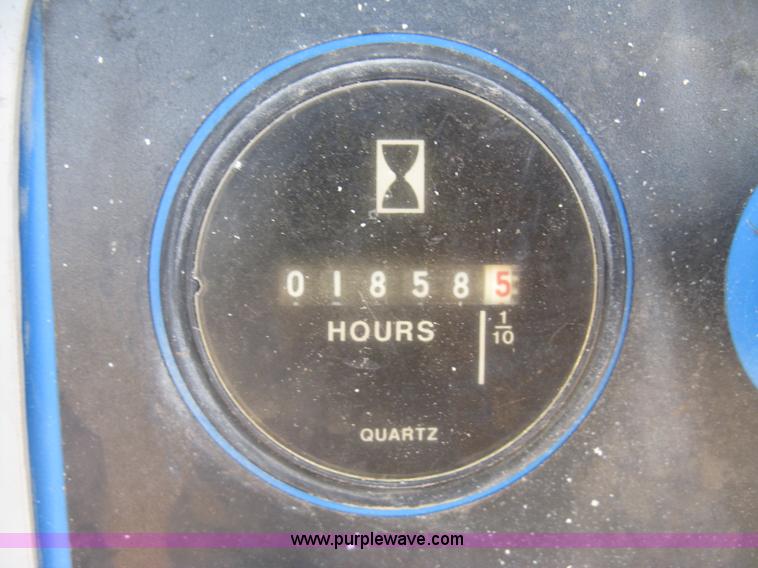 018585
HOURS 1/10
QUARTZ
www.purplewave.com